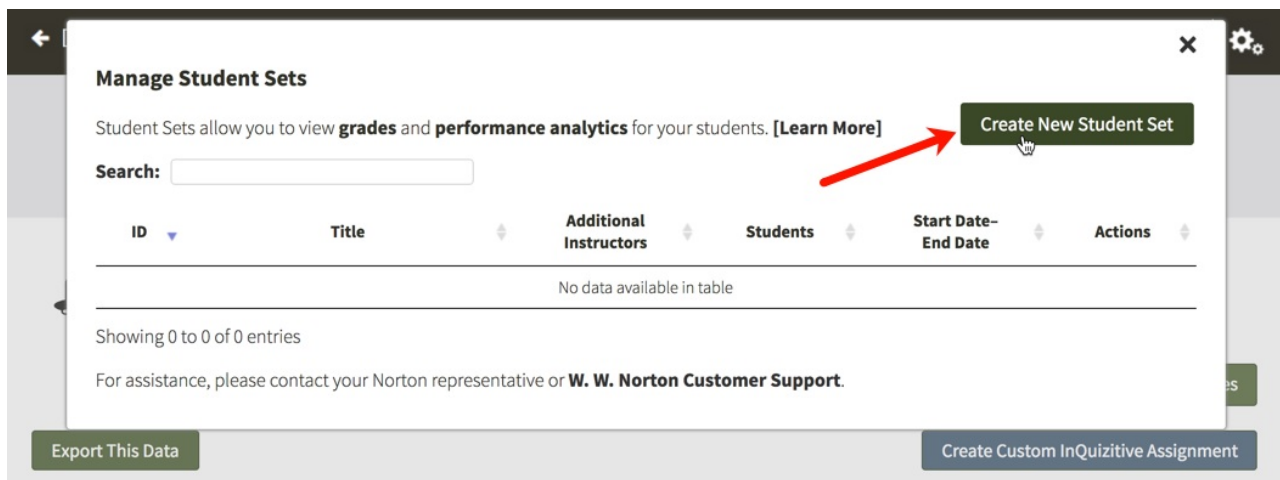 Manage Student Sets
Student Sets allow you to view grades and performance analytics for your students. [Learn More]
Create New Student Set
Search:
ID
Title
Additional
Instructors
Students
Start Date–
End Date
Actions
No data available in table
Showing 0 to 0 of 0 entries
For assistance, please contact your Norton representative or W. W. Norton Customer Support.
Export This Data
Create Custom InQuizitive Assignment